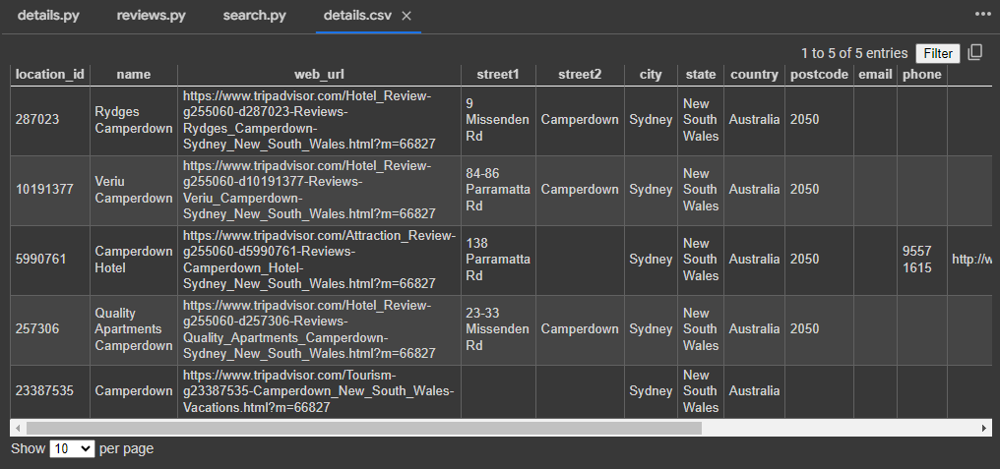 details.py reviews.py search.py details.csv ×
1 to 5 of 5 entries Filter
location_id name web_url street1 street2 city state country postcode email phone
287023 Rydges Camperdown https://www.tripadvisor.com/Hotel_Review-g255060-d287023-Reviews-Rydges_Camperdown-Sydney_New_South_Wales.html?m=66827 9 Missenden Rd Camperdown Sydney New South Wales Australia 2050
10191377 Veriu Camperdown https://www.tripadvisor.com/Hotel_Review-g255060-d10191377-Reviews-Veriu_Camperdown-Sydney_New_South_Wales.html?m=66827 84-86 Parramatta Rd Camperdown Sydney New South Wales Australia 2050
5990761 Camperdown Hotel https://www.tripadvisor.com/Attraction_Review-g255060-d5990761-Reviews-Camperdown_Hotel-Sydney_New_South_Wales.html?m=66827 138 Parramatta Rd Sydney New South Wales Australia 2050 9557 1615 http://w
257306 Quality Apartments Camperdown https://www.tripadvisor.com/Hotel_Review-g255060-d257306-Reviews-Quality_Apartments_Camperdown-Sydney_New_South_Wales.html?m=66827 23-33 Missenden Rd Camperdown Sydney New South Wales Australia 2050
23387535 Camperdown https://www.tripadvisor.com/Tourism-g23387535-Camperdown_New_South_Wales-Vacations.html?m=66827 Sydney New South Wales Australia
Show 10 per page